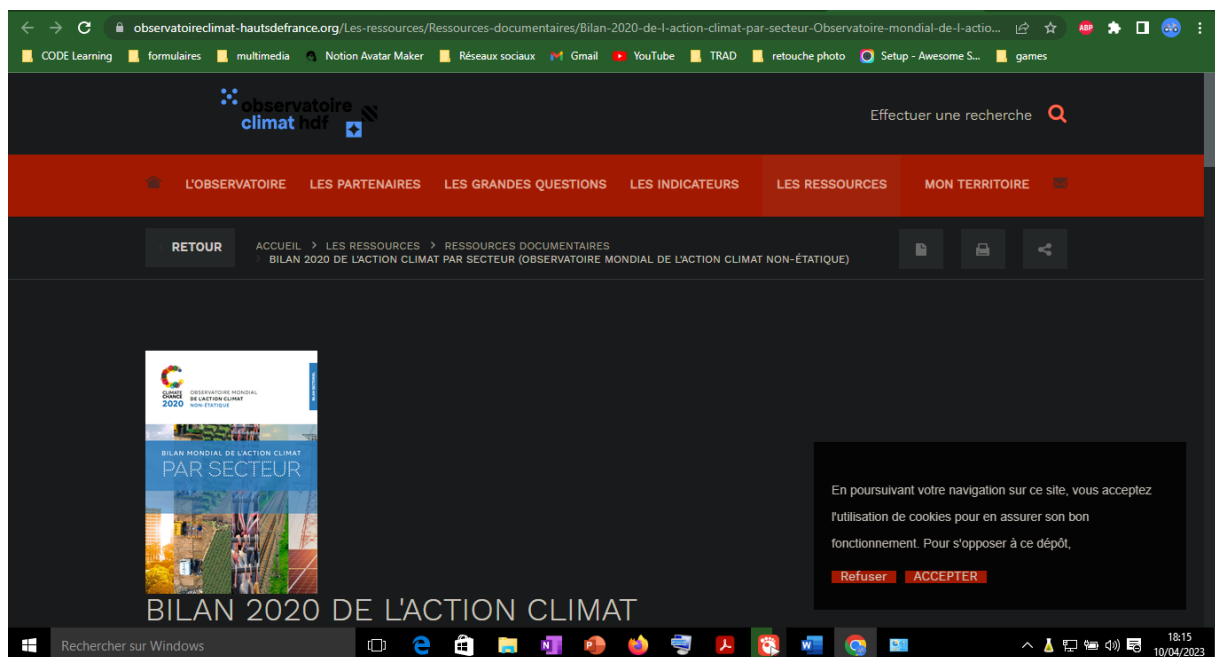 observatoireclimat-hautsdefrance.org/Les-ressources/Ressources-documentaires/Bilan-2020-de-l-action-climat-par-secteur-Observatoire-mondial-de-l-actio...
CODE Learning formulaires multimedia Notion Avatar Maker Réseaux sociaux Gmail YouTube TRAD retouche photo Setup - Awesome S... games
observatoire
climat hdf
Effectuer une recherche
L'OBSERVATOIRE LES PARTENAIRES LES GRANDES QUESTIONS LES INDICATEURS LES RESSOURCES MON TERRITOIRE
RETOUR
ACCUEIL > LES RESSOURCES > RESSOURCES DOCUMENTAIRES
> BILAN 2020 DE L'ACTION CLIMAT PAR SECTEUR (OBSERVATOIRE MONDIAL DE L'ACTION CLIMAT NON-ÉTATIQUE)
CLIMATE
CHANCE
2020
OBSERVATOIRE MONDIAL
DE L'ACTION CLIMAT
NON-ÉTATIQUE
BILAN MONDIAL DE L'ACTION CLIMAT
PAR SECTEUR
BILAN 2020 DE L'ACTION CLIMAT
En poursuivant votre navigation sur ce site, vous acceptez
l'utilisation de cookies pour en assurer son bon
fonctionnement. Pour s'opposer à ce dépôt,
Refuser ACCEPTER
Rechercher sur Windows
18:15
10/04/2023